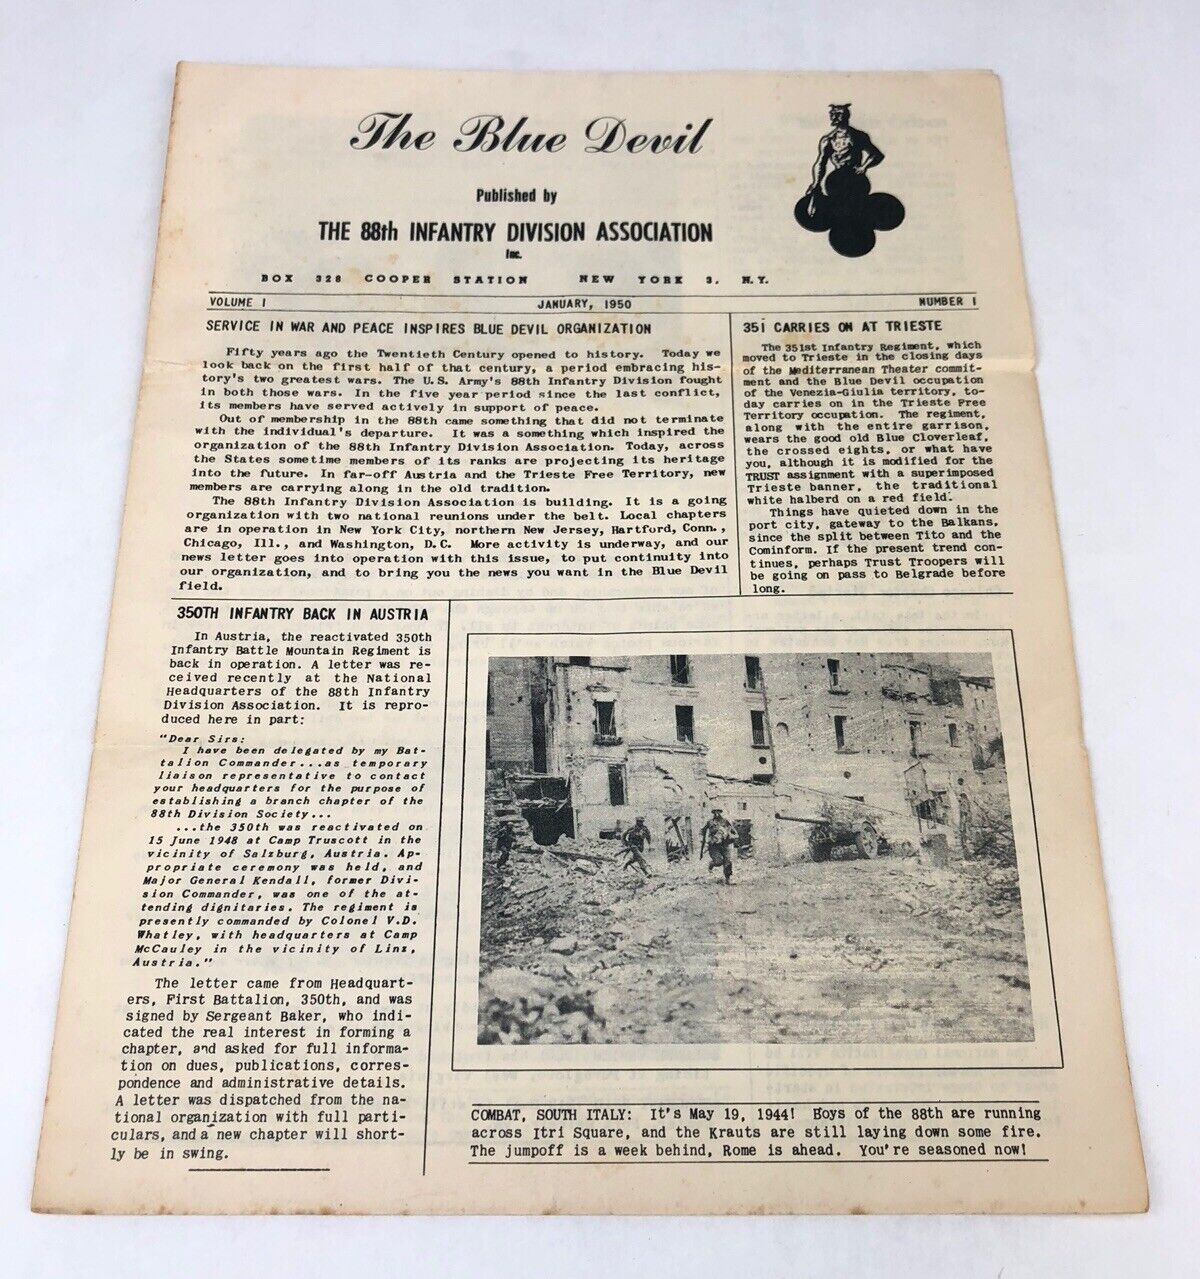 The Blue Devil
Published by
THE 88th INFANTRY DIVISION ASSOCIATION
Inc.
BOX 328 COOPER STATION NEW YORK 3, N.Y.
VOLUME I JANUARY, 1950 NUMBER I
SERVICE IN WAR AND PEACE INSPIRES BLUE DEVIL ORGANIZATION
Fifty years ago the Twentieth Century opened to history. Today we
look back on the first half of that century, a period embracing his-
tory's two greatest wars. The U.S. Army's 88th Infantry Division fought
in both those wars. In the five year period since the last conflict,
its members have served actively in support of peace.
Out of membership in the 88th came something that did not terminate
with the individual's departure. It was a something which inspired the
organization of the 88th Infantry Division Association. Today, across
the States sometime members of its ranks are projecting its heritage
into the future. In far-off Austria and the Trieste Free Territory, new
members are carrying along in the old tradition.
The 88th Infantry Division Association is building. It is a going
organization with two national reunions under the belt. Local chapters
are in operation in New York City, northern New Jersey, Hartford, Conn.,
Chicago, Ill., and Washington, D.C. More activity is underway, and our
news letter goes into operation with this issue, to put continuity into
our organization, and to bring you the news you want in the Blue Devil
field.
351 CARRIES ON AT TRIESTE
The 351st Infantry Regiment, which
moved to Trieste in the closing days
of the Mediterranean Theater commit-
ment and the Blue Devil occupation
of the Venezia-Giulia territory, to-
day carries on in the Trieste Free
Territory occupation. The regiment,
along with the entire garrison,
wears the good old Blue Cloverleaf,
the crossed eights, or what have
you, although it is modified for the
TRUST assignment with a superimposed
Trieste banner, the traditional
white halberd on a red field.
Things have quieted down in the
port city, gateway to the Balkans,
since the split between Tito and the
Cominform. If the present trend con-
tinues, perhaps Trust Troopers will
be going on pass to Belgrade before
long.
350TH INFANTRY BACK IN AUSTRIA
In Austria, the reactivated 350th
Infantry Battle Mountain Regiment is
back in operation. A letter was re-
ceived recently at the National
Headquarters of the 88th Infantry
Division Association. It is repro-
duced here in part:
"Dear Sirs:
I have been delegated by my Bat-
talion Commander...as temporary
liaison representative to contact
your headquarters for the purpose of
establishing a branch chapter of the
88th Division Society...
...the 350th was reactivated on
15 June 1948 at Camp Truscott in the
vicinity of Salzburg, Austria. Ap-
propriate ceremony was held, and
Major General Kendall, former Divi-
sion Commander, was one of the at-
tending dignitaries. The regiment is
presently commanded by Colonel V.D.
Whatley, with headquarters at Camp
McCauley in the vicinity of Linz,
Austria."
The letter came from Headquart-
ers, First Battalion, 350th, and was
signed by Sergeant Baker, who indi-
cated the real interest in forming a
chapter, and asked for full informa-
tion on dues, publications, corres-
pondence and administrative details.
A letter was dispatched from the na-
tional organization with full parti-
culars, and a new chapter will short-
ly be in swing.
COMBAT, SOUTH ITALY: It's May 19, 1944! Boys of the 88th are running
across Itri Square, and the Krauts are still laying down some fire.
The jumpoff is a week behind, Rome is ahead. You're seasoned now!